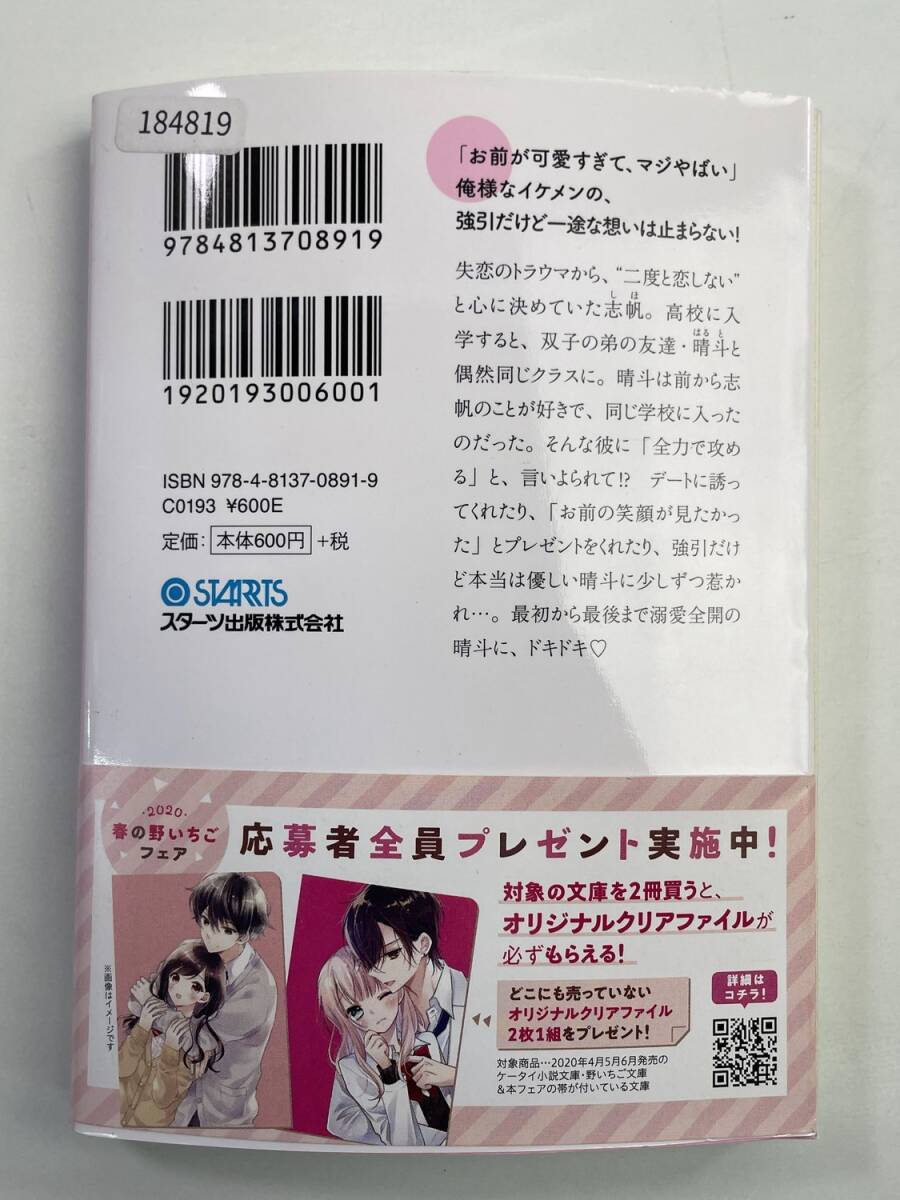 184819
9784813708919
1920193006001
ISBN 978-4-8137-0891-9
C0193 ¥600E
定価：本体600円+税
STARTS
スターツ出版株式会社
「お前が可愛すぎて、マジやばい」
俺様なイケメンの、
強引だけど一途な想いは止まらない！
失恋のトラウマから、“二度と恋しない”
しほ
と心に決めていた志帆。高校に入
はると
学すると、双子の弟の友達・晴斗と
偶然同じクラスに。晴斗は前から志
帆のことが好きで、同じ学校に入った
のだった。そんな彼に「全力で攻め
る」と、言いよられて!?　デートに誘っ
てくれたり、「お前の笑顔が見たかっ
た」とプレゼントをくれたり、強引だけ
ど本当は優しい晴斗に少しずつ惹か
れ…。最初から最後まで溺愛全開の
晴斗に、ドキドキ♡
・2020・
春の野いちご
フェア
応募者全員プレゼント実施中！
対象の文庫を2冊買うと、
オリジナルクリアファイルが
必ずもらえる！
どこにも売っていない
オリジナルクリアファイル
2枚1組をプレゼント！
詳細は
コチラ！
対象商品…2020年4月5月6月発売の
ケータイ小説文庫・野いちご文庫
＆本フェアの帯が付いている文庫
※画像はイメージです